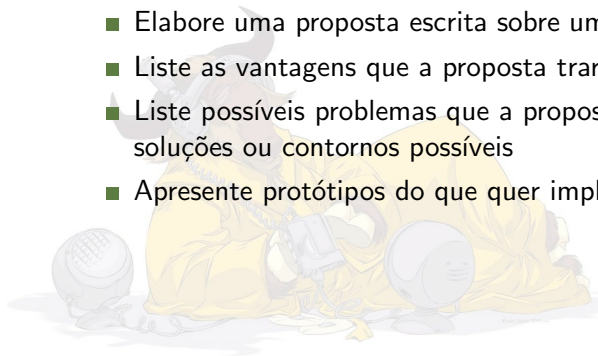 Elabore uma proposta escrita sobre um
Liste as vantagens que a proposta trar
Liste possíveis problemas que a propos
soluções ou contornos possíveis
Apresente protótipos do que quer impl